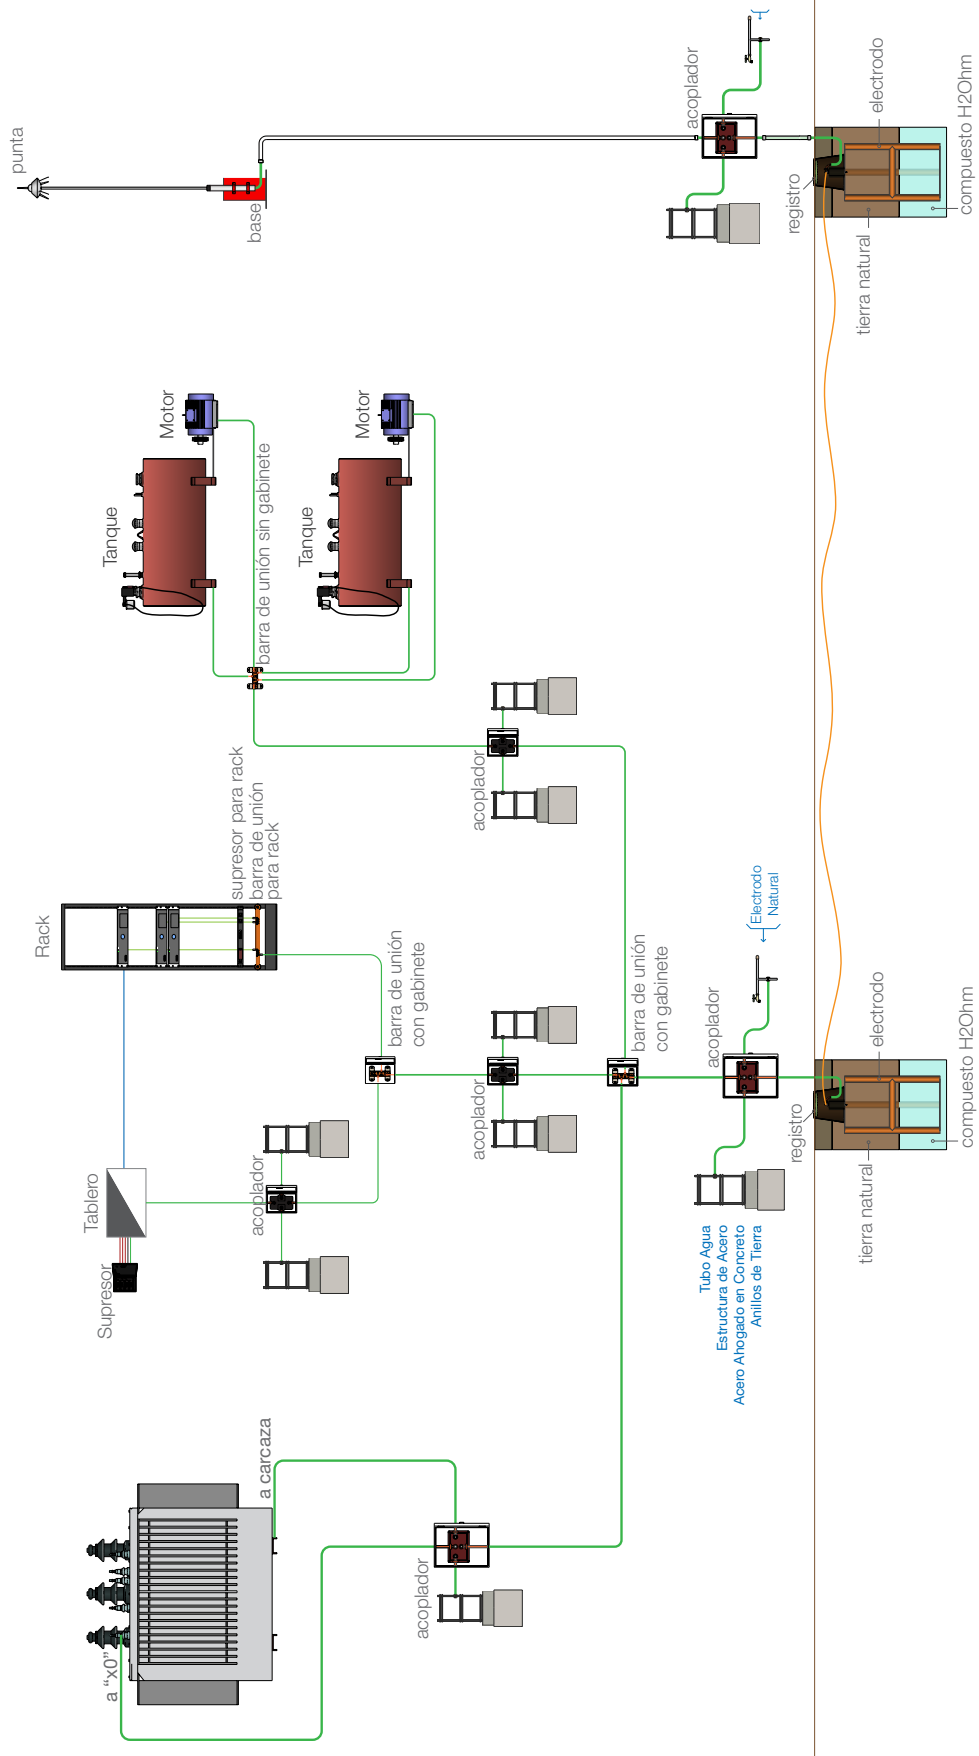 punta
base
acoplador
registro
electrodo
tierra natural
compuesto H2Ohm
Motor
Tanque
Motor
Tanque
barra de unión sin gabinete
acoplador
Rack
supresor para rack
barra de unión
para rack
barra de unión
con gabinete
Tablero
Supresor
acoplador
acoplador
barra de unión
con gabinete
Electrodo
Natural
acoplador
registro
electrodo
tierra natural
compuesto H2Ohm
Tubo Agua
Estructura de Acero
Acero Ahogado en Concreto
Anillos de Tierra
a "x0"
a carcaza
acoplador